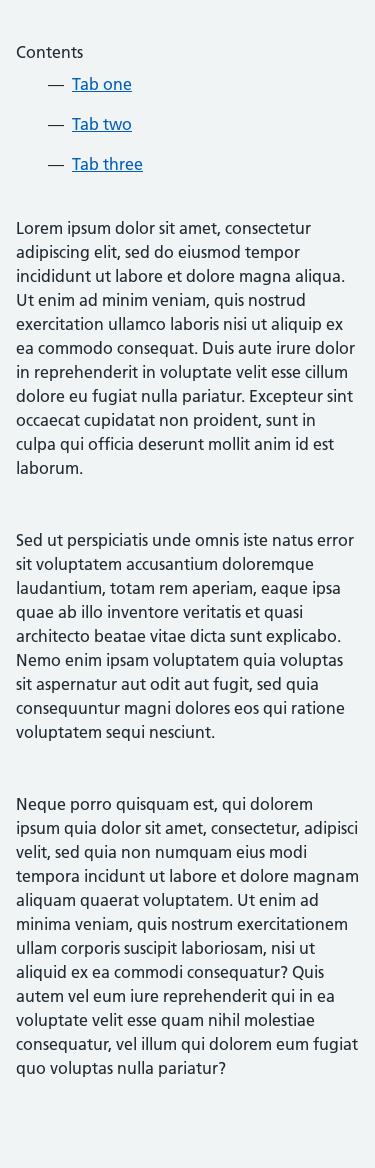 Contents
— Tab one
— Tab two
— Tab three
Lorem ipsum dolor sit amet, consectetur
adipiscing elit, sed do eiusmod tempor
incididunt ut labore et dolore magna aliqua.
Ut enim ad minim veniam, quis nostrud
exercitation ullamco laboris nisi ut aliquip ex
ea commodo consequat. Duis aute irure dolor
in reprehenderit in voluptate velit esse cillum
dolore eu fugiat nulla pariatur. Excepteur sint
occaecat cupidatat non proident, sunt in
culpa qui officia deserunt mollit anim id est
laborum.
Sed ut perspiciatis unde omnis iste natus error
sit voluptatem accusantium doloremque
laudantium, totam rem aperiam, eaque ipsa
quae ab illo inventore veritatis et quasi
architecto beatae vitae dicta sunt explicabo.
Nemo enim ipsam voluptatem quia voluptas
sit aspernatur aut odit aut fugit, sed quia
consequuntur magni dolores eos qui ratione
voluptatem sequi nesciunt.
Neque porro quisquam est, qui dolorem
ipsum quia dolor sit amet, consectetur, adipisci
velit, sed quia non numquam eius modi
tempora incidunt ut labore et dolore magnam
aliquam quaerat voluptatem. Ut enim ad
minima veniam, quis nostrum exercitationem
ullam corporis suscipit laboriosam, nisi ut
aliquid ex ea commodi consequatur? Quis
autem vel eum iure reprehenderit qui in ea
voluptate velit esse quam nihil molestiae
consequatur, vel illum qui dolorem eum fugiat
quo voluptas nulla pariatur?